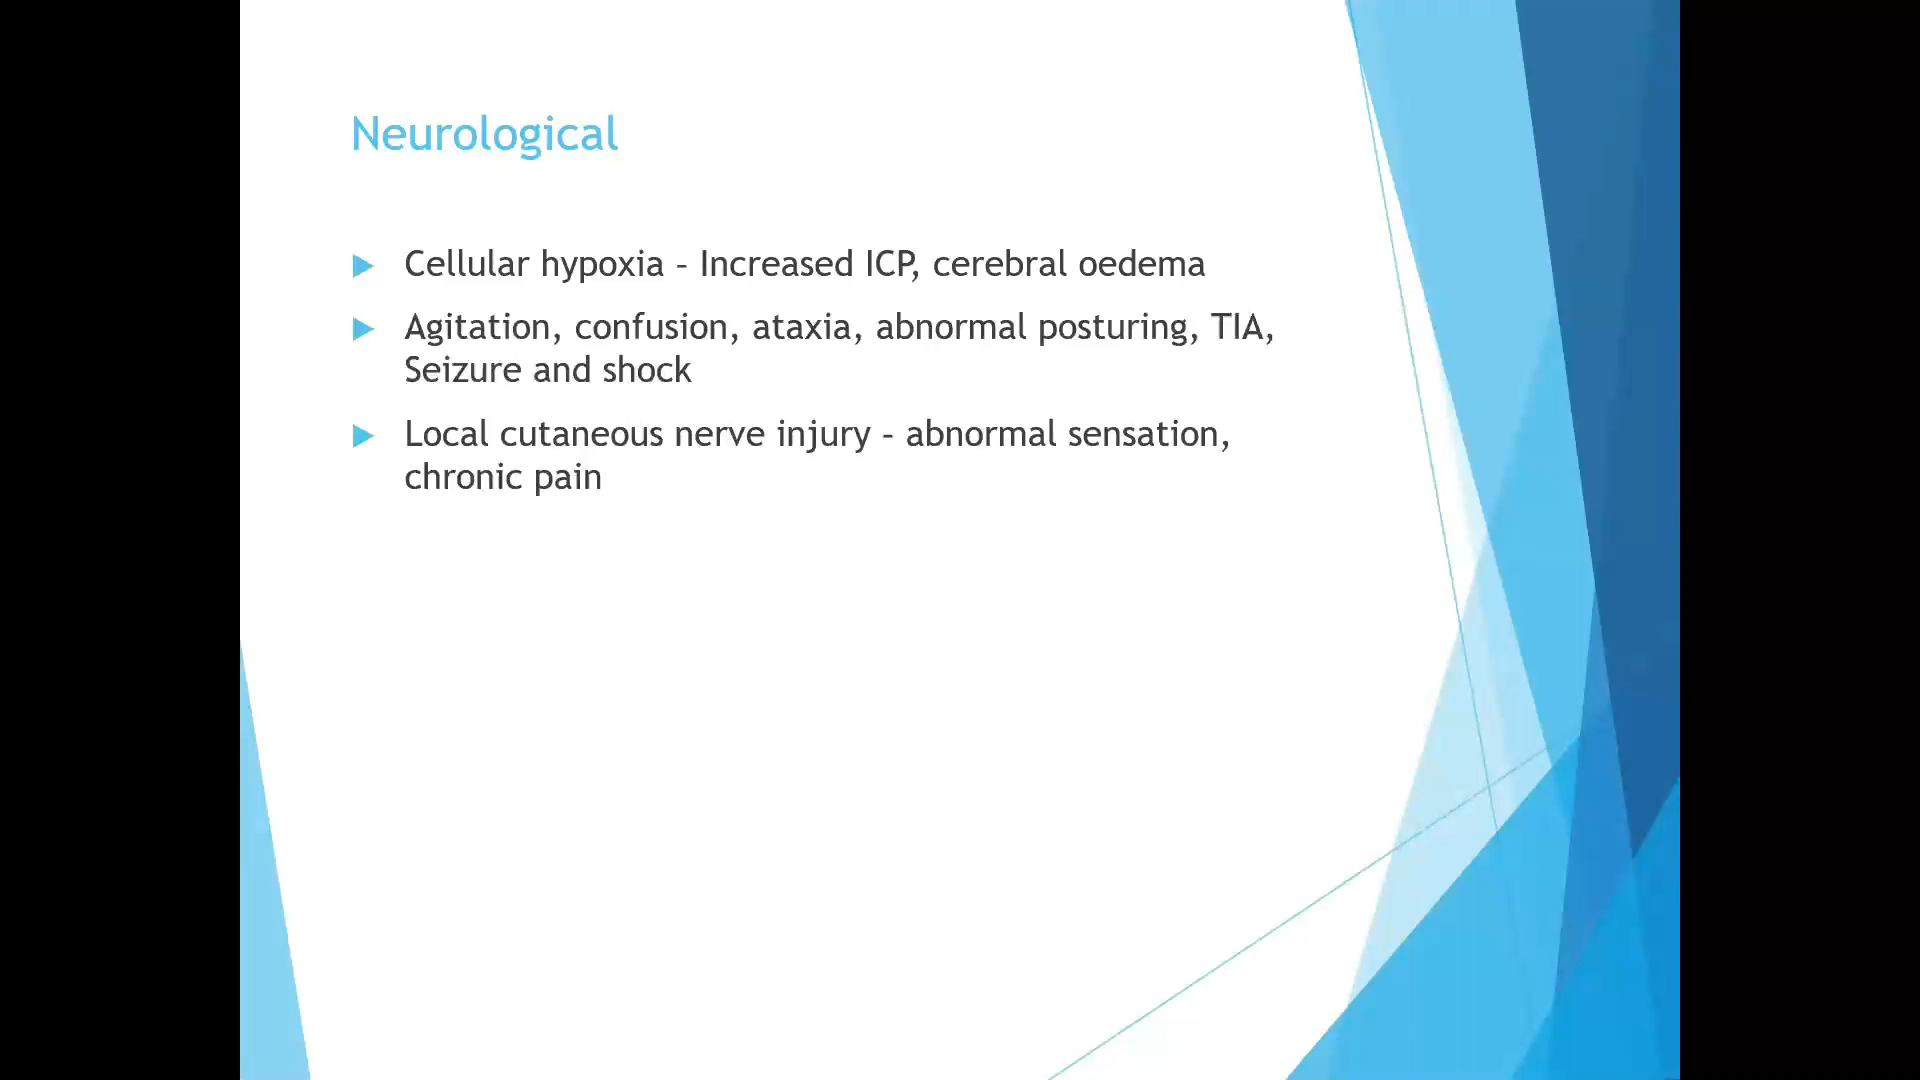 Neurological
Cellular hypoxia – Increased ICP, cerebral oedema
Agitation, confusion, ataxia, abnormal posturing, TIA,
Seizure and shock
Local cutaneous nerve injury – abnormal sensation,
chronic pain